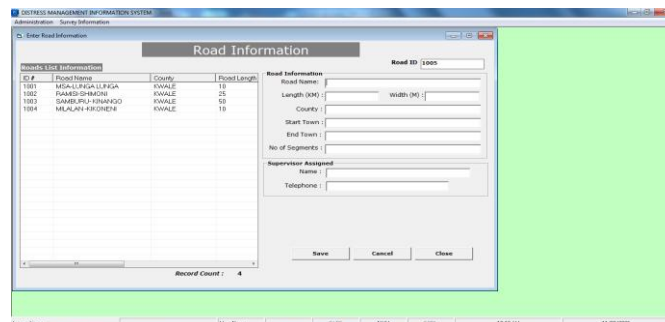 DISTRESS MANAGEMENT INFORMATION SYSTEM
Administration Survey Information
Enter Road Information
Road Information
Road ID 1005
Roads List Information
ID # Road Name County Road Length
1001 MSA-LUNGA LUNGA KWALE 10
1002 RAMISI-SHIMONI KWALE 25
1003 SAMBURU- KINANGO KWALE 50
1004 MILALAN -KIKONENI KWALE 10
Record Count : 4
Road Information
Road Name:
Length (KM) : Width (M) :
County :
Start Town :
End Town :
No of Segments :
Supervisor Assigned
Name :
Telephone :
Save Cancel Close